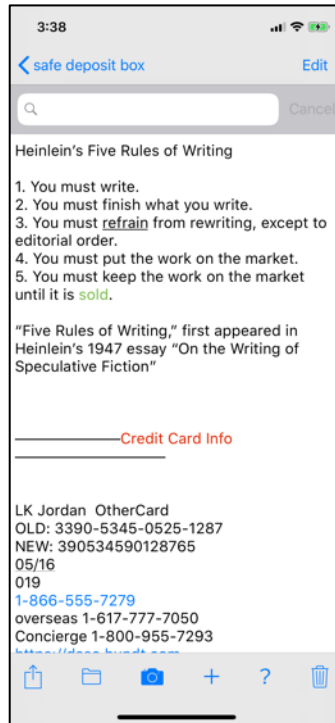 3:38
safe deposit box Edit
Cancel
Heinlein’s Five Rules of Writing
1. You must write.
2. You must finish what you write.
3. You must refrain from rewriting, except to
editorial order.
4. You must put the work on the market.
5. You must keep the work on the market
until it is sold.
“Five Rules of Writing,” first appeared in
Heinlein’s 1947 essay “On the Writing of
Speculative Fiction”
Credit Card Info
LK Jordan OtherCard
OLD: 3390-5345-0525-1287
NEW: 390534590128765
05/16
019
1-866-555-7279
overseas 1-617-777-7050
Concierge 1-800-955-7293